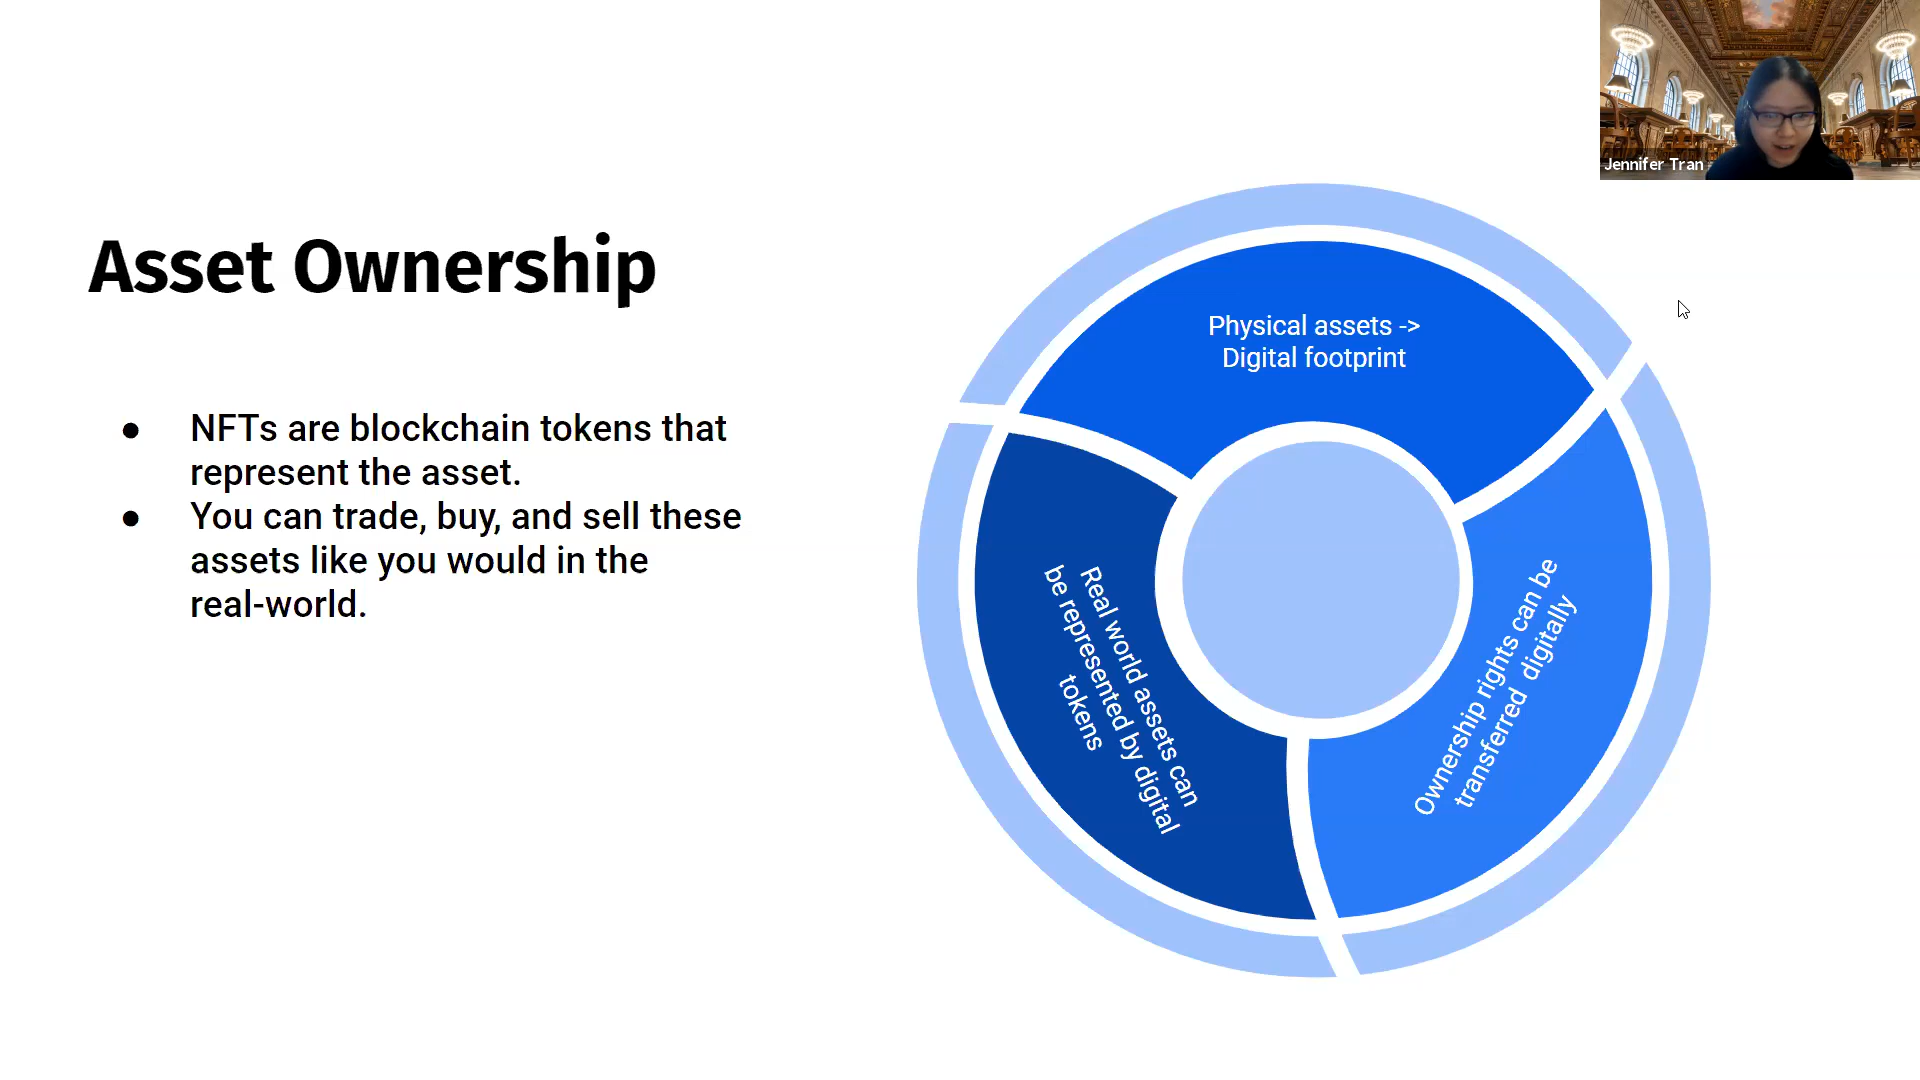 Jennifer Tran
Asset Ownership
● NFTs are blockchain tokens that
represent the asset.
● You can trade, buy, and sell these
assets like you would in the
real-world.
Physical assets ->
Digital footprint
Ownership rights can be
transferred digitally
Real world assets can
be represented by digital
tokens